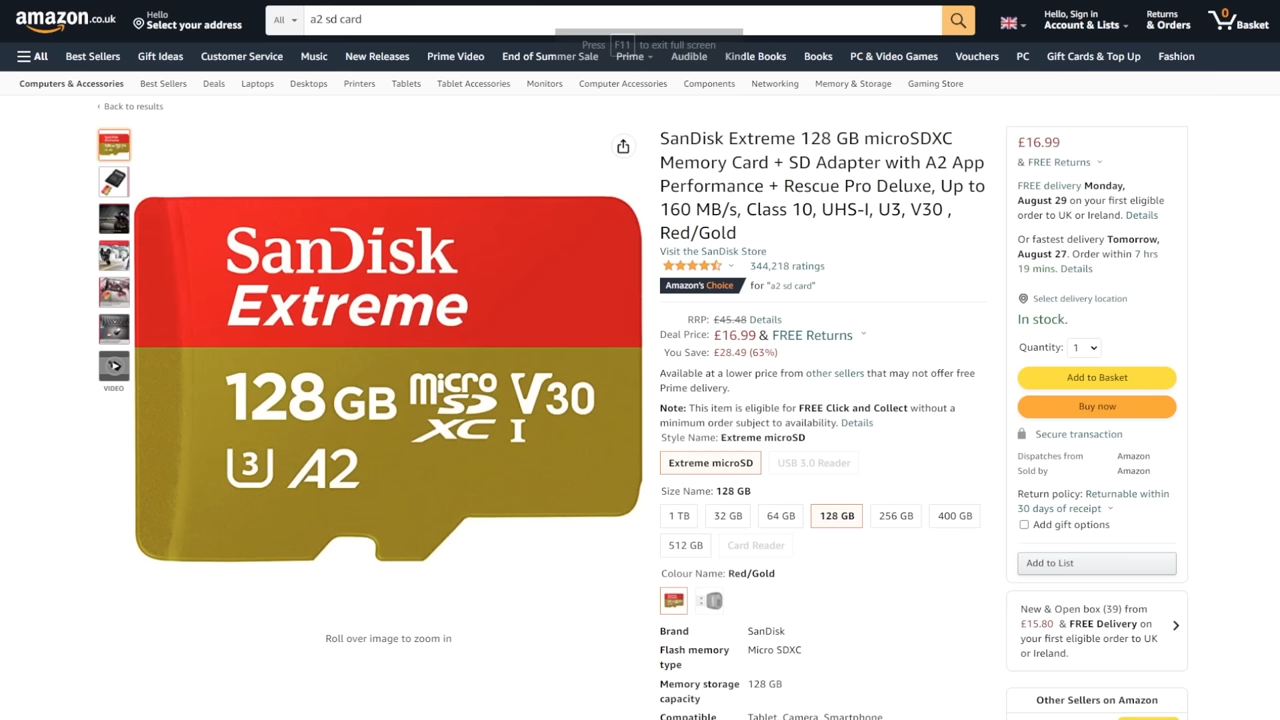 amazon.co.uk
Hello
Select your address
All
a2 sd card
Hello, Sign in
Account & Lists
Returns
& Orders
0
Basket
Press F11 to exit full screen
All
Best Sellers
Gift Ideas
Customer Service
Music
New Releases
Prime Video
End of Summer Sale
Prime
Audible
Kindle Books
Books
PC & Video Games
Vouchers
PC
Gift Cards & Top Up
Fashion
Computers & Accessories
Best Sellers
Deals
Laptops
Desktops
Printers
Tablets
Tablet Accessories
Monitors
Computer Accessories
Components
Networking
Memory & Storage
Gaming Store
‹ Back to results
VIDEO
SanDisk
Extreme
128 GB micro SD XC I V30
U3 A2
Roll over image to zoom in
SanDisk Extreme 128 GB microSDXC
Memory Card + SD Adapter with A2 App
Performance + Rescue Pro Deluxe, Up to
160 MB/s, Class 10, UHS-I, U3, V30 ,
Red/Gold
Visit the SanDisk Store
344,218 ratings
Amazon's Choice for "a2 sd card"
RRP: £45.48 Details
Deal Price: £16.99 & FREE Returns
You Save: £28.49 (63%)
Available at a lower price from other sellers that may not offer free
Prime delivery.
Note: This item is eligible for FREE Click and Collect without a
minimum order subject to availability. Details
Style Name: Extreme microSD
Extreme microSD
USB 3.0 Reader
Size Name: 128 GB
1 TB
32 GB
64 GB
128 GB
256 GB
400 GB
512 GB
Card Reader
Colour Name: Red/Gold
Brand SanDisk
Flash memory Micro SDXC
type
Memory storage 128 GB
capacity
Compatible Tablet, Camera, Smartphone
£16.99
& FREE Returns
FREE delivery Monday,
August 29 on your first eligible
order to UK or Ireland. Details
Or fastest delivery Tomorrow,
August 27. Order within 7 hrs
19 mins. Details
Select delivery location
In stock.
Quantity: 1
Add to Basket
Buy now
Secure transaction
Dispatches from Amazon
Sold by Amazon
Return policy: Returnable within
30 days of receipt
Add gift options
Add to List
New & Open box (39) from
£15.80 & FREE Delivery on
your first eligible order to UK
or Ireland.
Other Sellers on Amazon